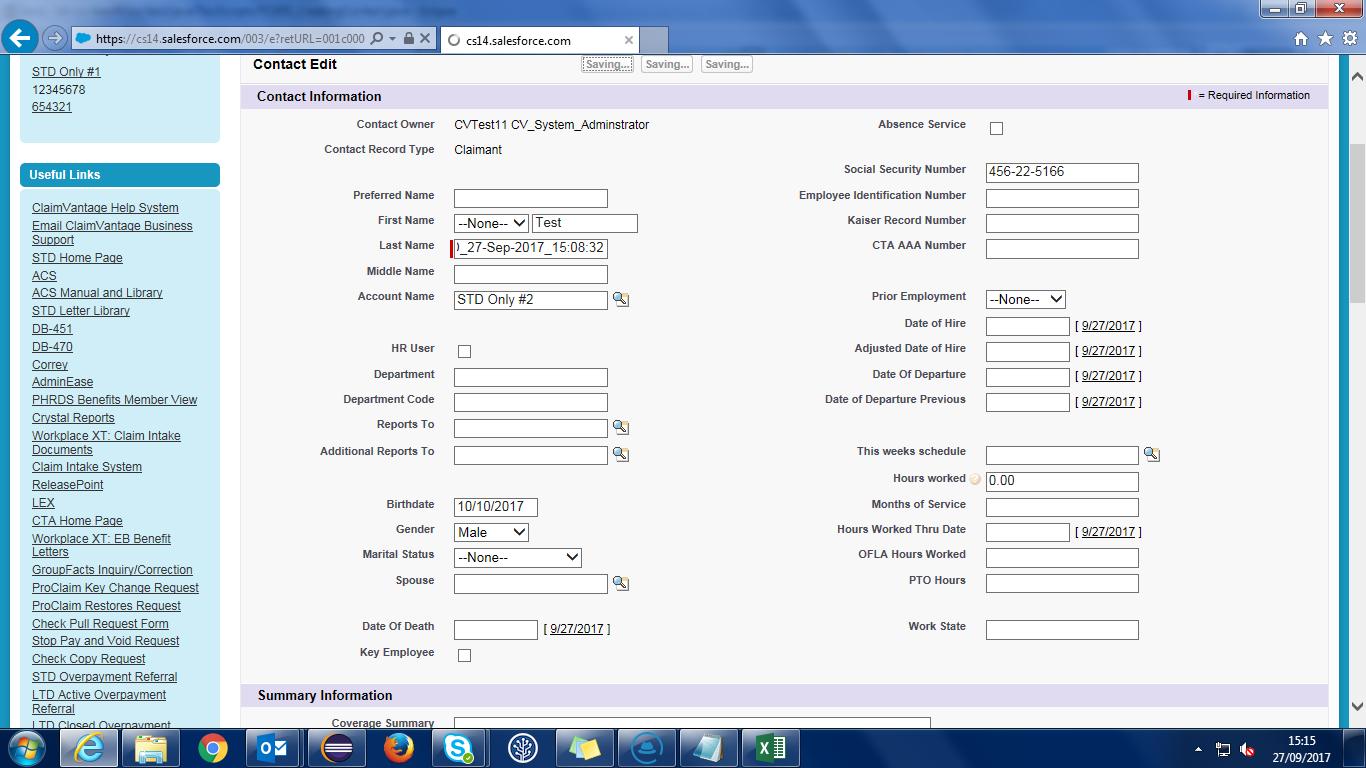 https://cs14.salesforce.com/003/e?retURL=001c000
cs14.salesforce.com
STD Only #1
12345678
654321
Useful Links
ClaimVantage Help System
Email ClaimVantage Business
Support
STD Home Page
ACS
ACS Manual and Library
STD Letter Library
DB-451
DB-470
Correy
AdminEase
PHRDS Benefits Member View
Crystal Reports
Workplace XT: Claim Intake
Documents
Claim Intake System
ReleasePoint
LEX
CTA Home Page
Workplace XT: EB Benefit
Letters
GroupFacts Inquiry/Correction
ProClaim Key Change Request
ProClaim Restores Request
Check Pull Request Form
Stop Pay and Void Request
Check Copy Request
STD Overpayment Referral
LTD Active Overpayment
Referral
LTD Closed Overpayment
Contact Edit
Saving... Saving... Saving...
Contact Information
= Required Information
Contact Owner CVTest11 CV_System_Adminstrator
Absence Service
Contact Record Type Claimant
Social Security Number 456-22-5166
Preferred Name
Employee Identification Number
First Name --None-- Test
Kaiser Record Number
Last Name _27-Sep-2017_15:08:32
CTA AAA Number
Middle Name
Account Name STD Only #2
Prior Employment --None--
Date of Hire [ 9/27/2017 ]
HR User
Adjusted Date of Hire [ 9/27/2017 ]
Department
Date Of Departure [ 9/27/2017 ]
Department Code
Date of Departure Previous [ 9/27/2017 ]
Reports To
Additional Reports To
This weeks schedule
Hours worked 0.00
Birthdate 10/10/2017
Months of Service
Gender Male
Hours Worked Thru Date [ 9/27/2017 ]
Marital Status --None--
OFLA Hours Worked
Spouse
PTO Hours
Date Of Death [ 9/27/2017 ]
Work State
Key Employee
Summary Information
Coverage Summary
15:15
27/09/2017